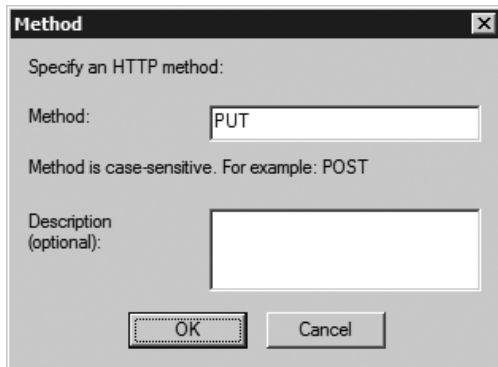 Method
Specify an HTTP method:
Method:
PUT
Method is case-sensitive. For example: POST
Description
(optional):
OK
Cancel